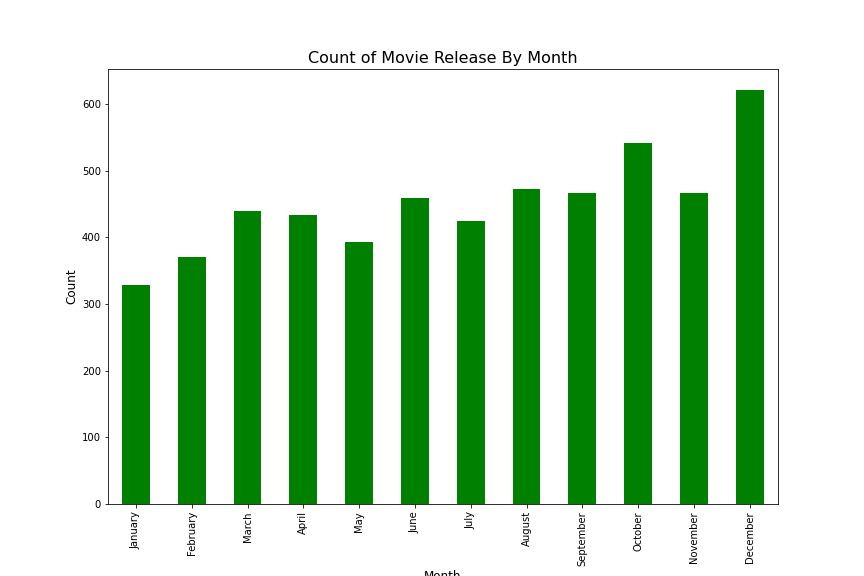 Count of Movie Release By Month
600
500
400
300
200
100
0
Count
January
February
March
April
May
June
July
August
September
October
November
December
Month